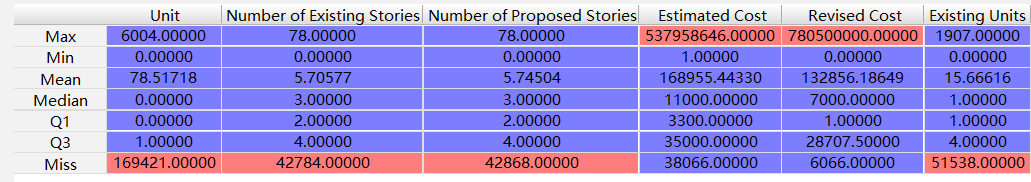 Unit Number of Existing Stories Number of Proposed Stories Estimated Cost Revised Cost Existing Units
Max 6004.00000 78.00000 78.00000 537958646.00000 780500000.00000 1907.00000
Min 0.00000 0.00000 0.00000 1.00000 0.00000 0.00000
Mean 78.51718 5.70577 5.74504 168955.44330 132856.18649 15.66616
Median 0.00000 3.00000 3.00000 11000.00000 7000.00000 1.00000
Q1 0.00000 2.00000 2.00000 3300.00000 1.00000 1.00000
Q3 1.00000 4.00000 4.00000 35000.00000 28707.50000 4.00000
Miss 169421.00000 42784.00000 42868.00000 38066.00000 6066.00000 51538.00000